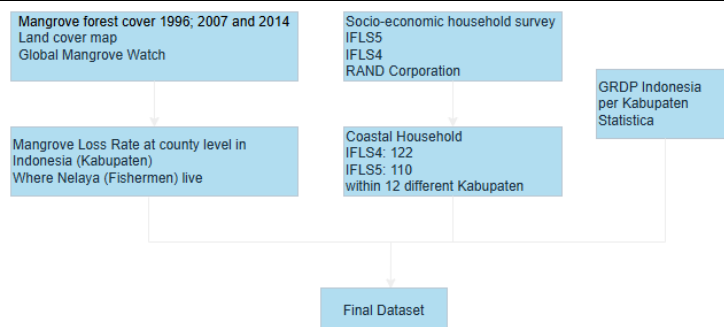 Mangrove forest cover 1996; 2007 and 2014
Land cover map
Global Mangrove Watch
Socio-economic household survey
IFLS5
IFLS4
RAND Corporation
GRDP Indonesia
per Kabupaten
Statistica
Mangrove Loss Rate at county level in
Indonesia (Kabupaten)
Where Nelaya (Fishermen) live
Coastal Household
IFLS4: 122
IFLS5: 110
within 12 different Kabupaten
Final Dataset